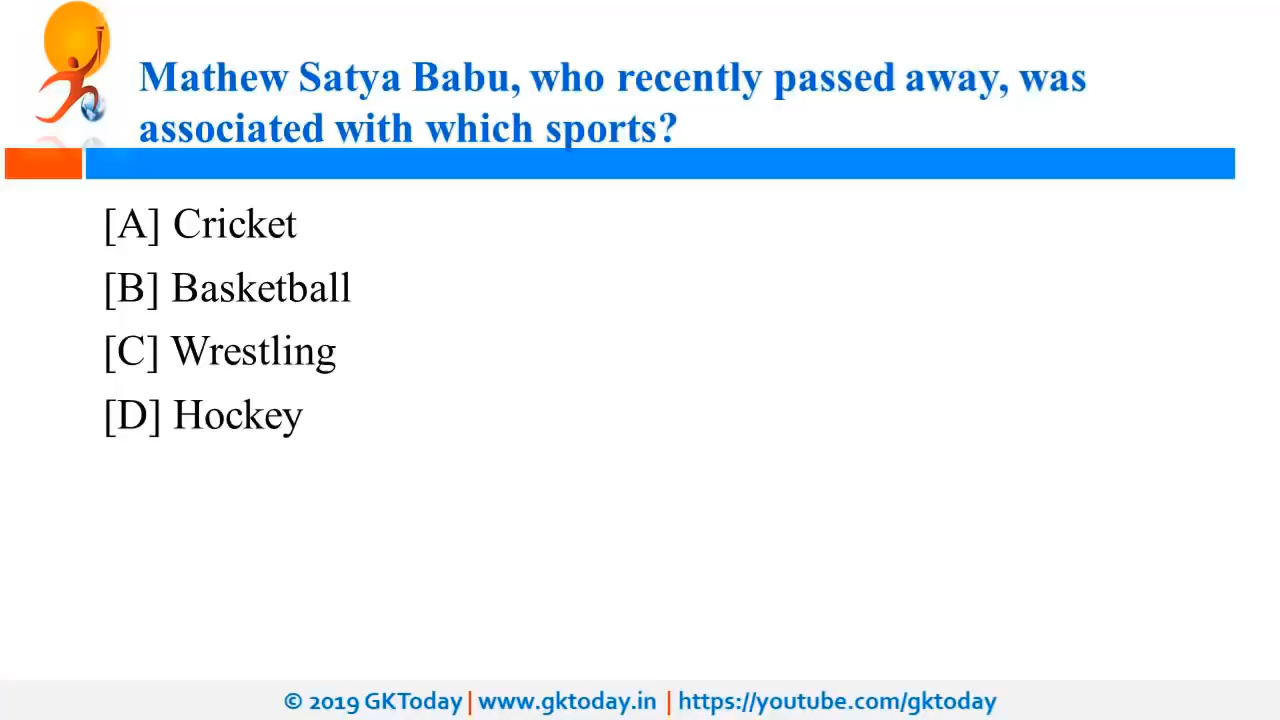 Mathew Satya Babu, who recently passed away, was
associated with which sports?
[A] Cricket
[B] Basketball
[C] Wrestling
[D] Hockey
© 2019 GKToday | www.gktoday.in | https://youtube.com/gktoday